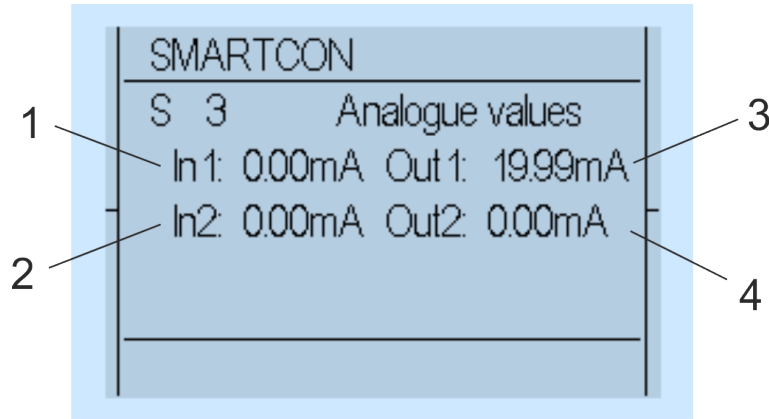 SMARTCON
S 3 Analogue values
1 In1: 0.00mA Out1: 19.99mA 3
In2: 0.00mA Out2: 0.00mA
2 4